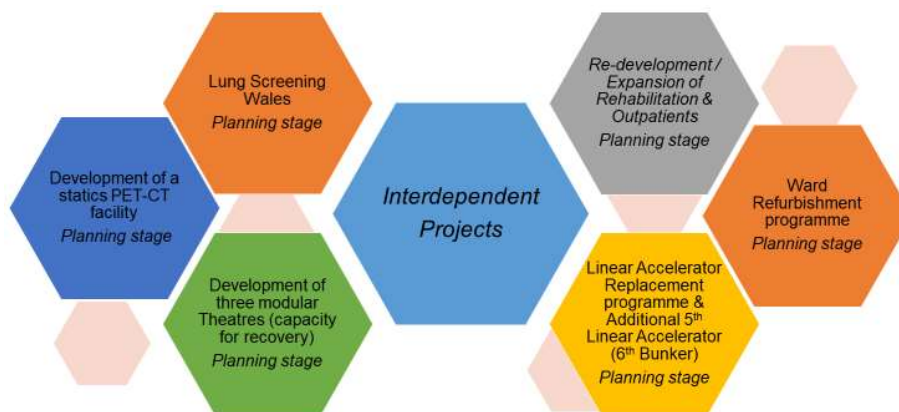 Lung Screening
Wales
Planning stage
Development of a
statics PET-CT
facility
Planning stage
Development of
three modular
Theatres (capacity
for recovery)
Planning stage
Interdependent
Projects
Re-development /
Expansion of
Rehabilitation &
Outpatients
Planning stage
Ward
Refurbishment
programme
Planning stage
Linear Accelerator
Replacement
programme &
Additional 5th
Linear Accelerator
(6th Bunker)
Planning stage